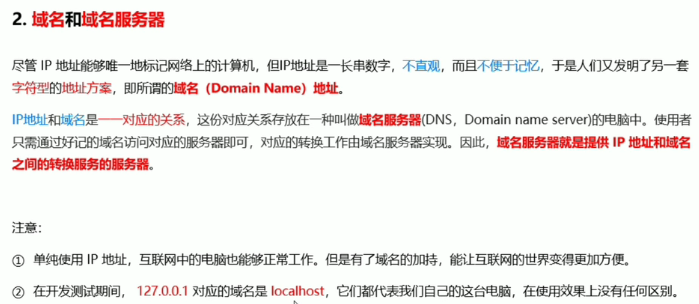 2. 域名和域名服务器
尽管 IP 地址能够唯一地标记网络上的计算机，但IP地址是一长串数字，不直观，而且不便于记忆，于是人们又发明了另一套
字符型的地址方案，即所谓的域名（Domain Name）地址。
IP地址和域名是一一对应的关系，这份对应关系存放在一种叫做域名服务器(DNS，Domain name server)的电脑中。使用者
只需通过好记的域名访问对应的服务器即可，对应的转换工作由域名服务器实现。因此，域名服务器就是提供 IP 地址和域名
之间的转换服务的服务器。
注意：
① 单纯使用 IP 地址，互联网中的电脑也能够正常工作。但是有了域名的加持，能让互联网的世界变得更加方便。
② 在开发测试期间， 127.0.0.1 对应的域名是 localhost，它们都代表我们自己的这台电脑，在使用效果上没有任何区别。